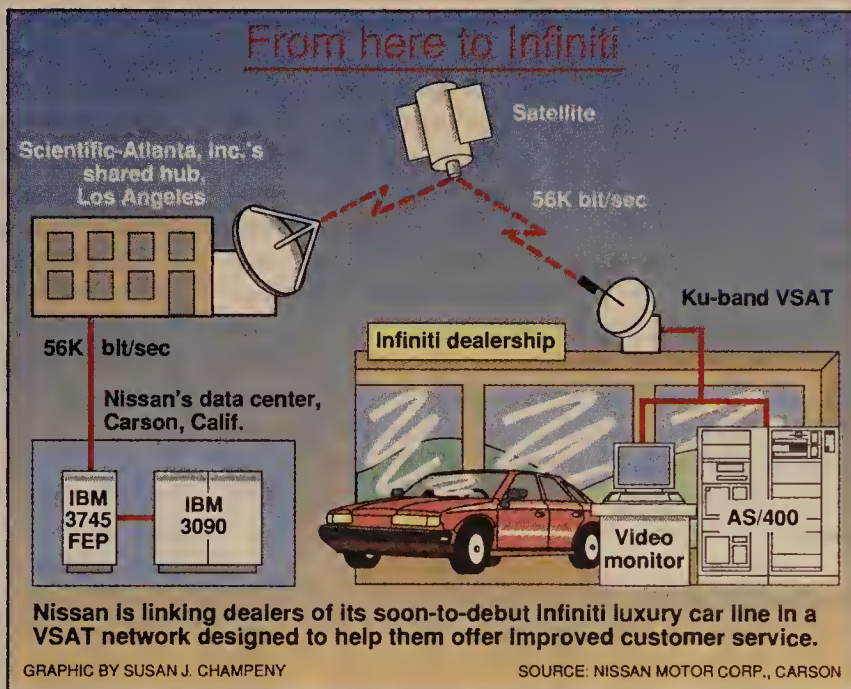 From here to Infiniti
Satellite
Scientific-Atlanta, Inc.'s
shared hub,
Los Angeles
56K bit/sec
Ku-band VSAT
Infiniti dealership
56K bit/sec
Nissan's data center,
Carson, Calif.
IBM
3745
FEP
IBM
3090
Video
monitor
AS/400
Nissan is linking dealers of its soon-to-debut Infiniti luxury car line in a
VSAT network designed to help them offer improved customer service.
GRAPHIC BY SUSAN J. CHAMPENY
SOURCE: NISSAN MOTOR CORP., CARSON